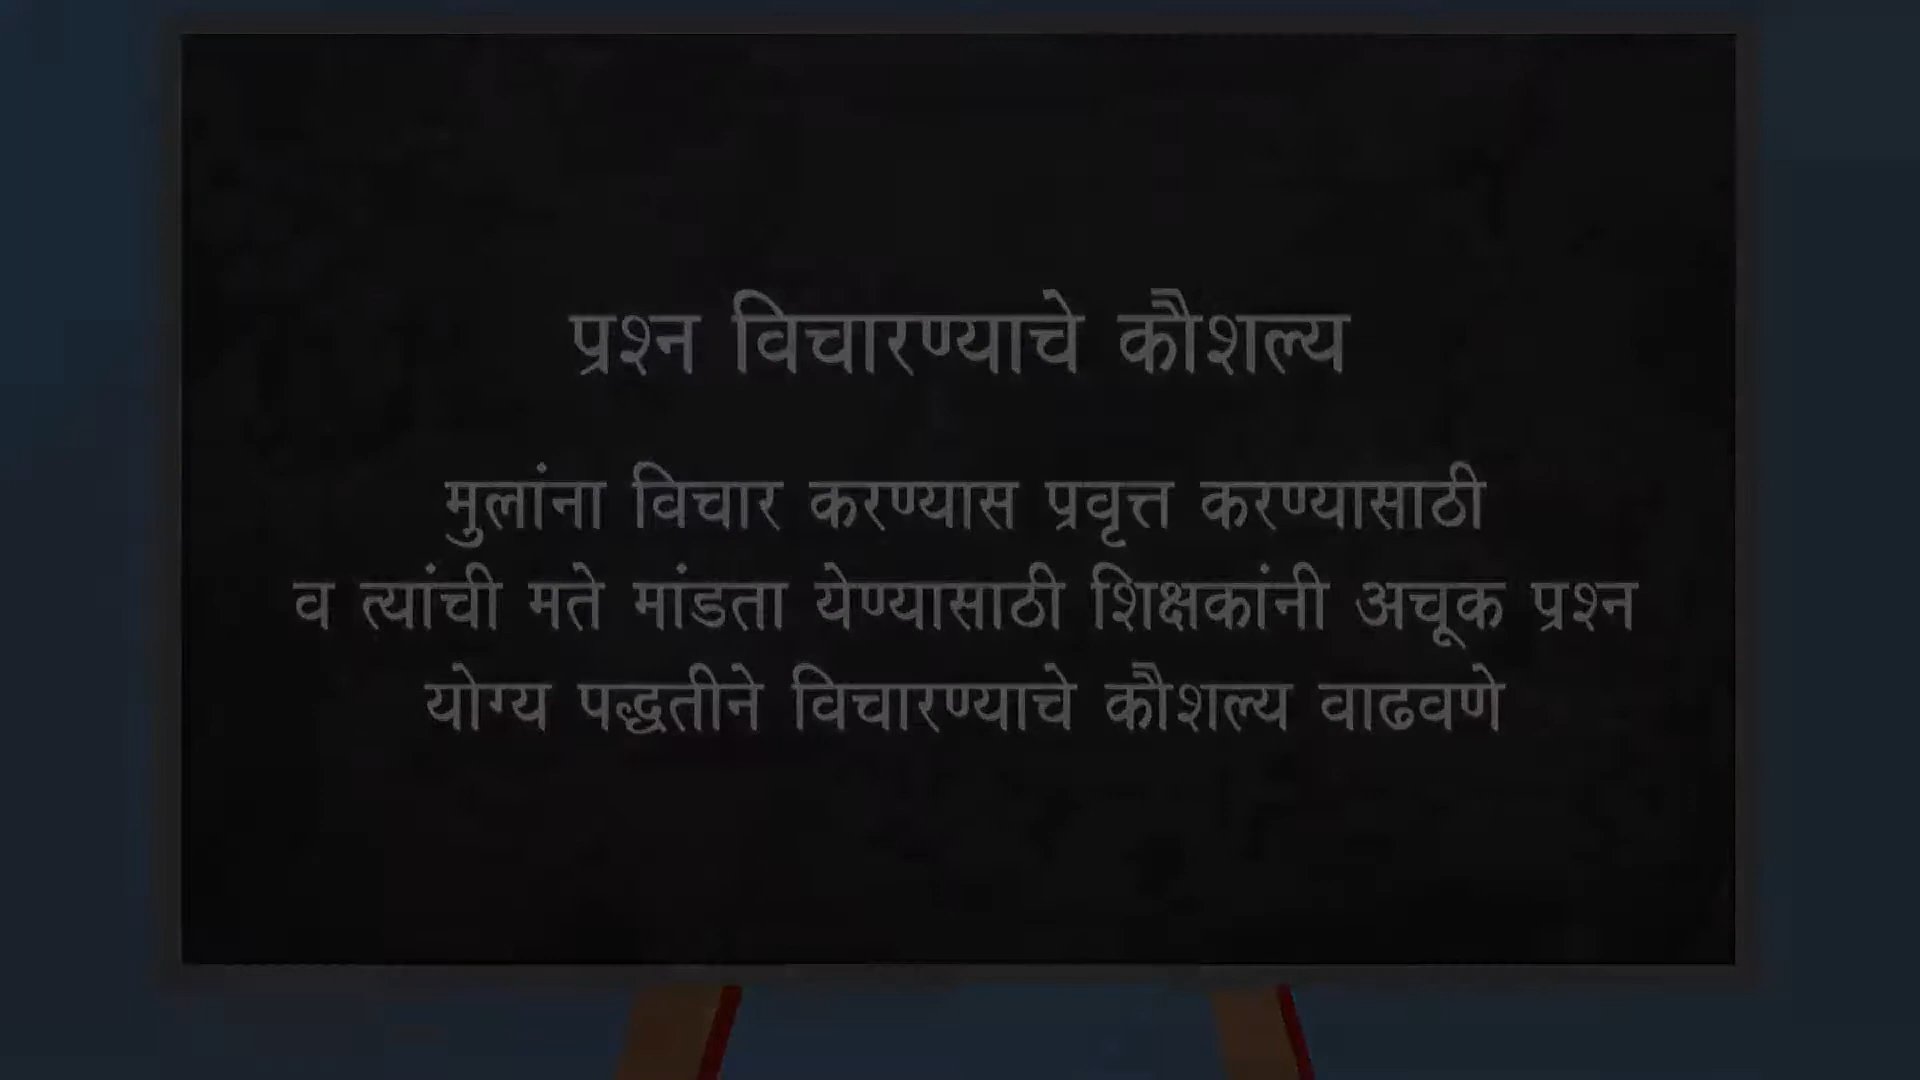 प्रश्न विचारण्याचे कौशल्य
मुलांना विचार करण्यास प्रवृत्त करण्यासाठी
व त्यांची मते मांडता येण्यासाठी शिक्षकांनी अचूक प्रश्न
योग्य पद्धतीने विचारण्याचे कौशल्य वाढवणे